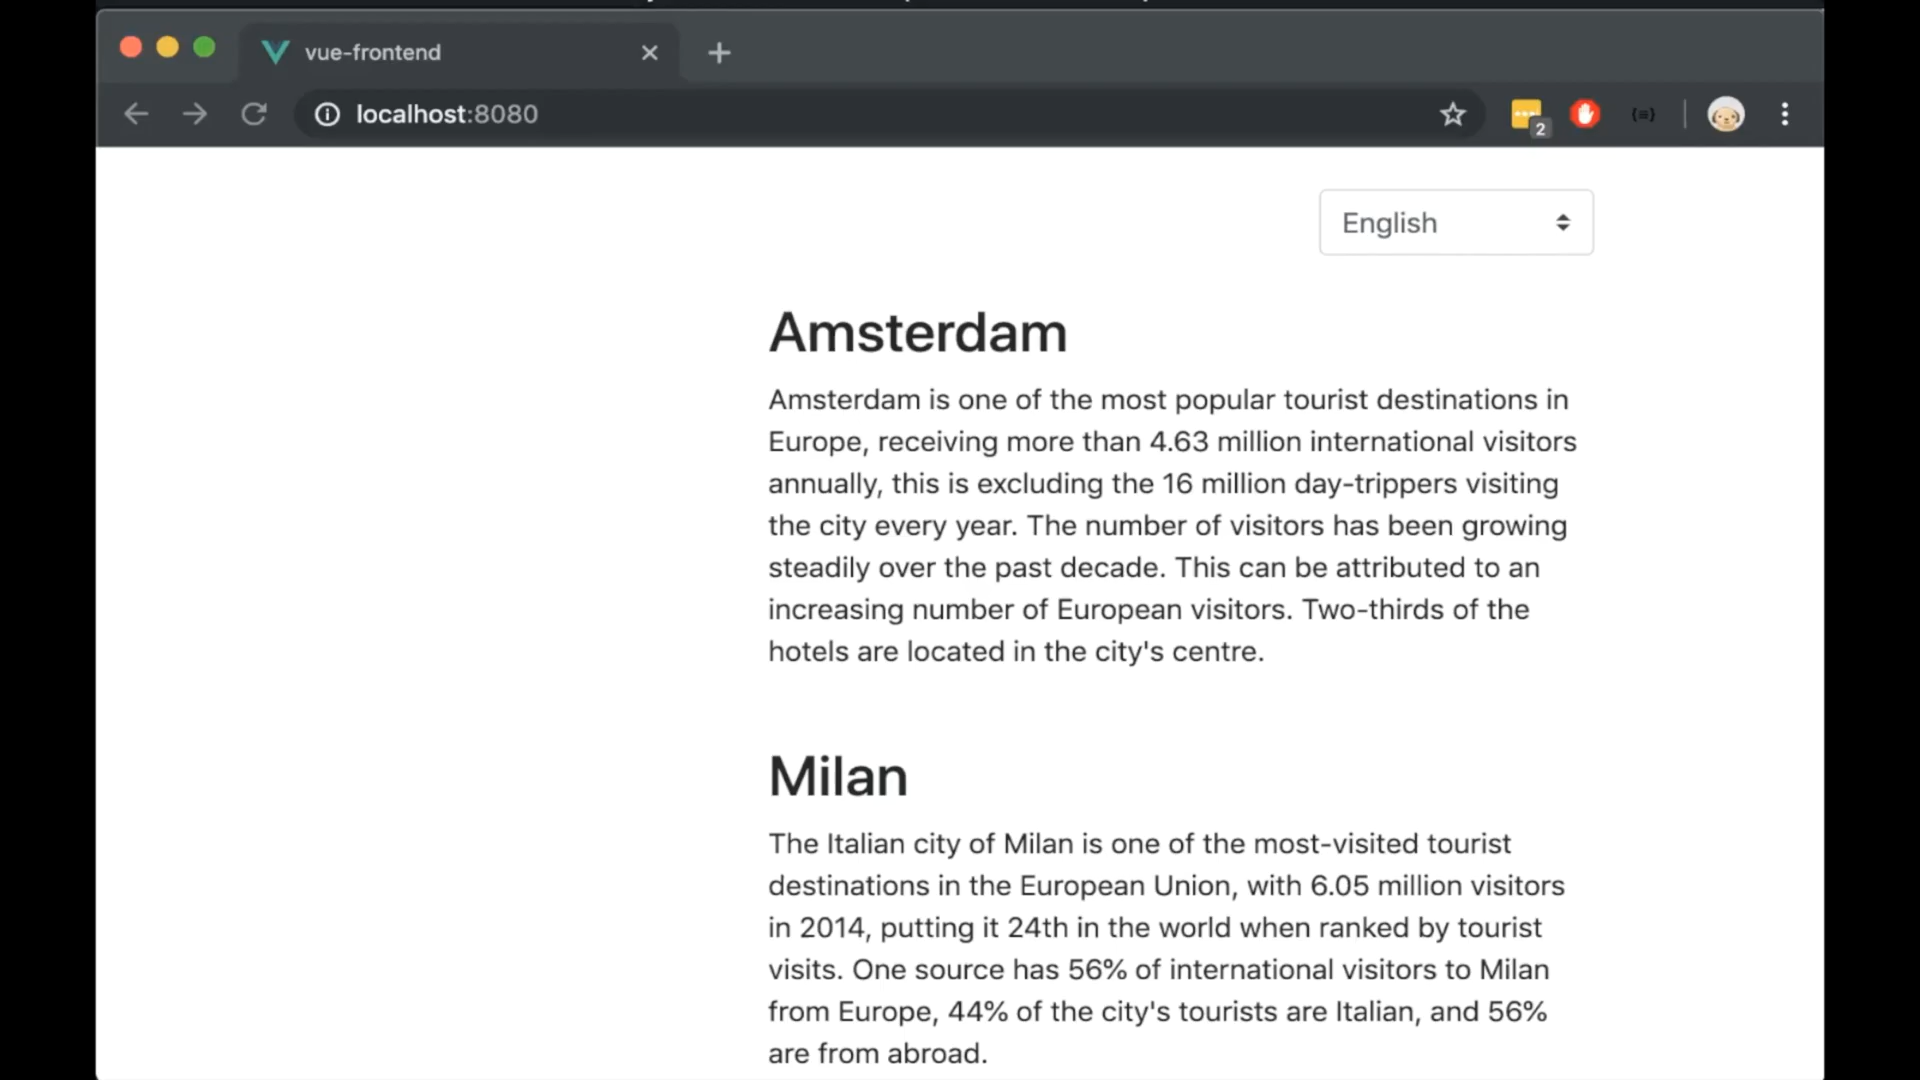 vue-frontend
localhost:8080
2
English
Amsterdam
Amsterdam is one of the most popular tourist destinations in
Europe, receiving more than 4.63 million international visitors
annually, this is excluding the 16 million day-trippers visiting
the city every year. The number of visitors has been growing
steadily over the past decade. This can be attributed to an
increasing number of European visitors. Two-thirds of the
hotels are located in the city's centre.
Milan
The Italian city of Milan is one of the most-visited tourist
destinations in the European Union, with 6.05 million visitors
in 2014, putting it 24th in the world when ranked by tourist
visits. One source has 56% of international visitors to Milan
from Europe, 44% of the city's tourists are Italian, and 56%
are from abroad.